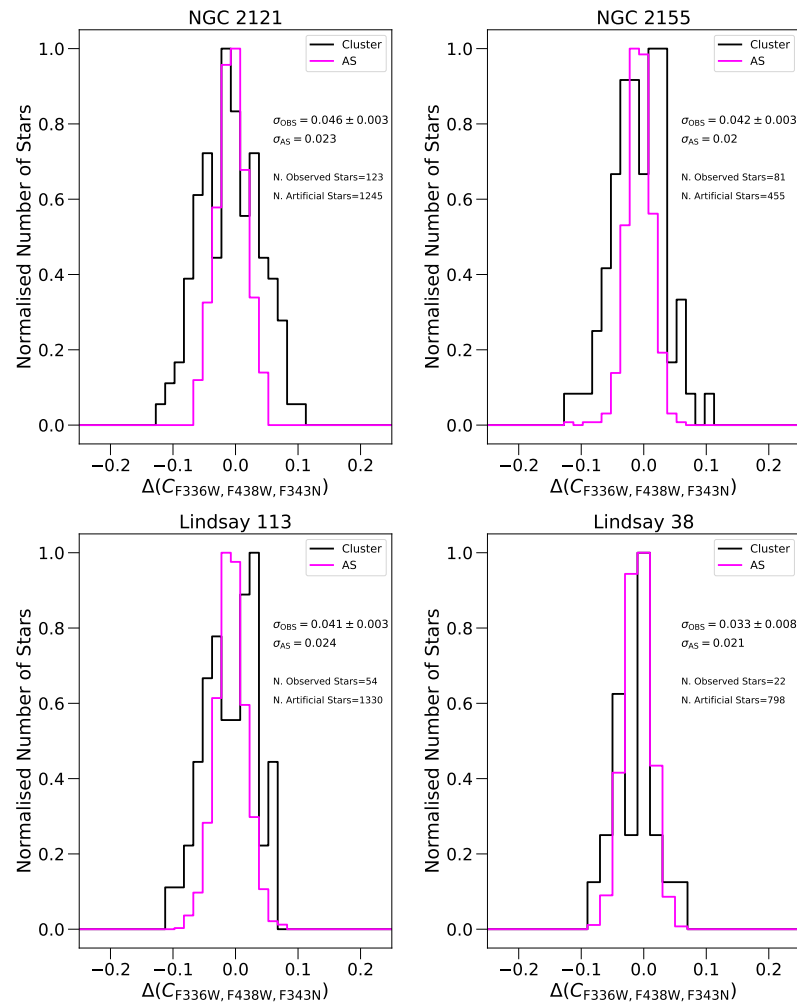 NGC 2121
Normalised Number of Stars
1.0
0.8
0.6
0.4
0.2
0.0
Cluster
AS
σOBS = 0.046 ± 0.003
σAS = 0.023
N. Observed Stars=123
N. Artificial Stars=1245
−0.2 −0.1 0.0 0.1 0.2
Δ(CF336W, F438W, F343N)
NGC 2155
Normalised Number of Stars
1.0
0.8
0.6
0.4
0.2
0.0
Cluster
AS
σOBS = 0.042 ± 0.003
σAS = 0.02
N. Observed Stars=81
N. Artificial Stars=455
−0.2 −0.1 0.0 0.1 0.2
Δ(CF336W, F438W, F343N)
Lindsay 113
Normalised Number of Stars
1.0
0.8
0.6
0.4
0.2
0.0
Cluster
AS
σOBS = 0.041 ± 0.003
σAS = 0.024
N. Observed Stars=54
N. Artificial Stars=1330
−0.2 −0.1 0.0 0.1 0.2
Δ(CF336W, F438W, F343N)
Lindsay 38
Normalised Number of Stars
1.0
0.8
0.6
0.4
0.2
0.0
Cluster
AS
σOBS = 0.033 ± 0.008
σAS = 0.021
N. Observed Stars=22
N. Artificial Stars=798
−0.2 −0.1 0.0 0.1 0.2
Δ(CF336W, F438W, F343N)